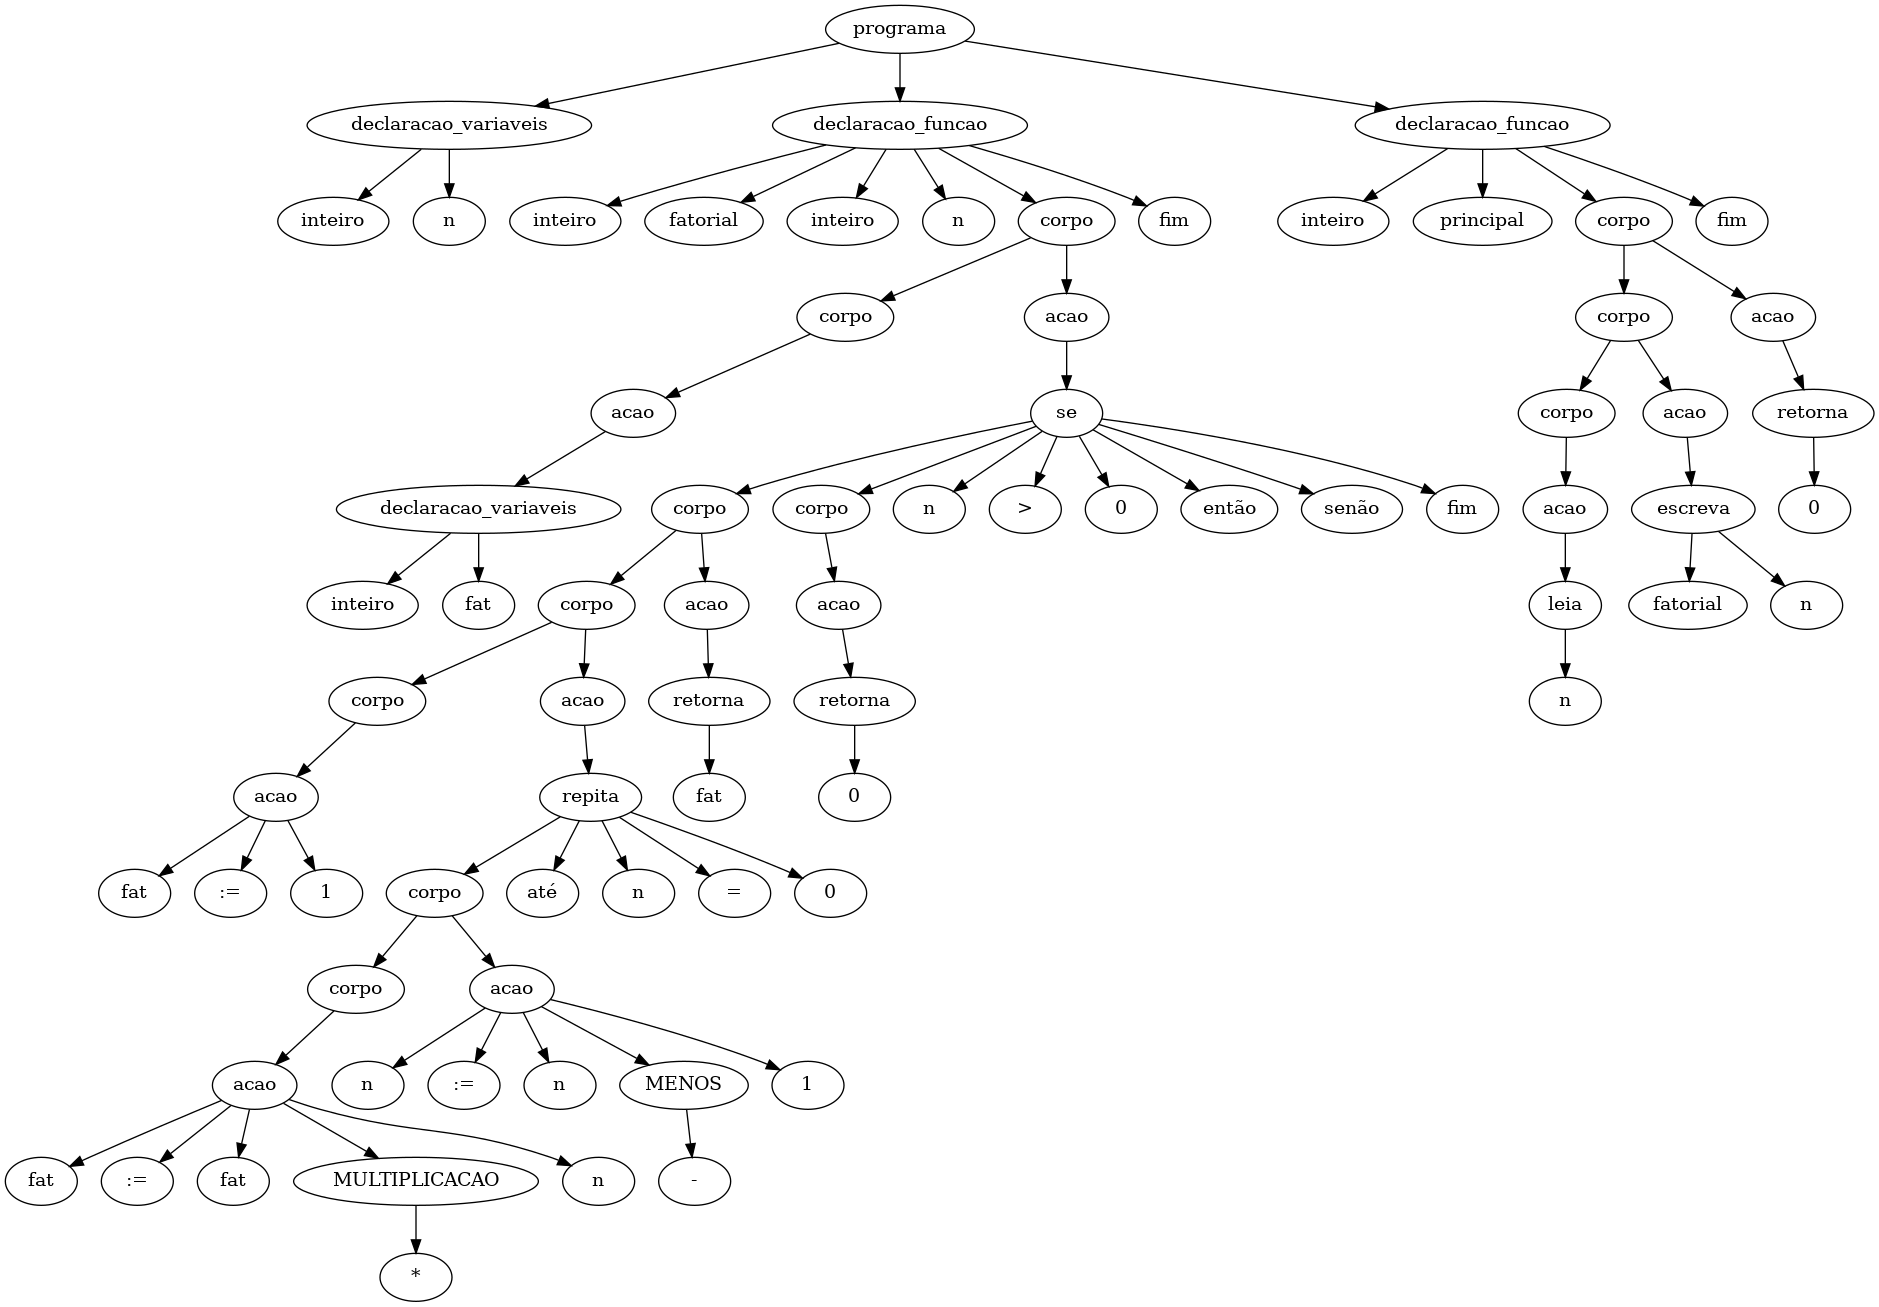 programa
declaracao_variaveis
declaracao_funcao
declaracao_funcao
inteiro
n
inteiro
fatorial
inteiro
n
corpo
fim
inteiro
principal
corpo
fim
corpo
acao
corpo
acao
acao
se
corpo
acao
retorna
declaracao_variaveis
corpo
corpo
n
>
0
então
senão
fim
acao
escreva
0
inteiro
fat
corpo
acao
acao
leia
fatorial
n
corpo
acao
retorna
retorna
n
acao
repita
fat
0
fat
:=
1
corpo
até
n
=
0
corpo
acao
acao
n
:=
n
MENOS
1
fat
:=
fat
MULTIPLICACAO
n
-
*